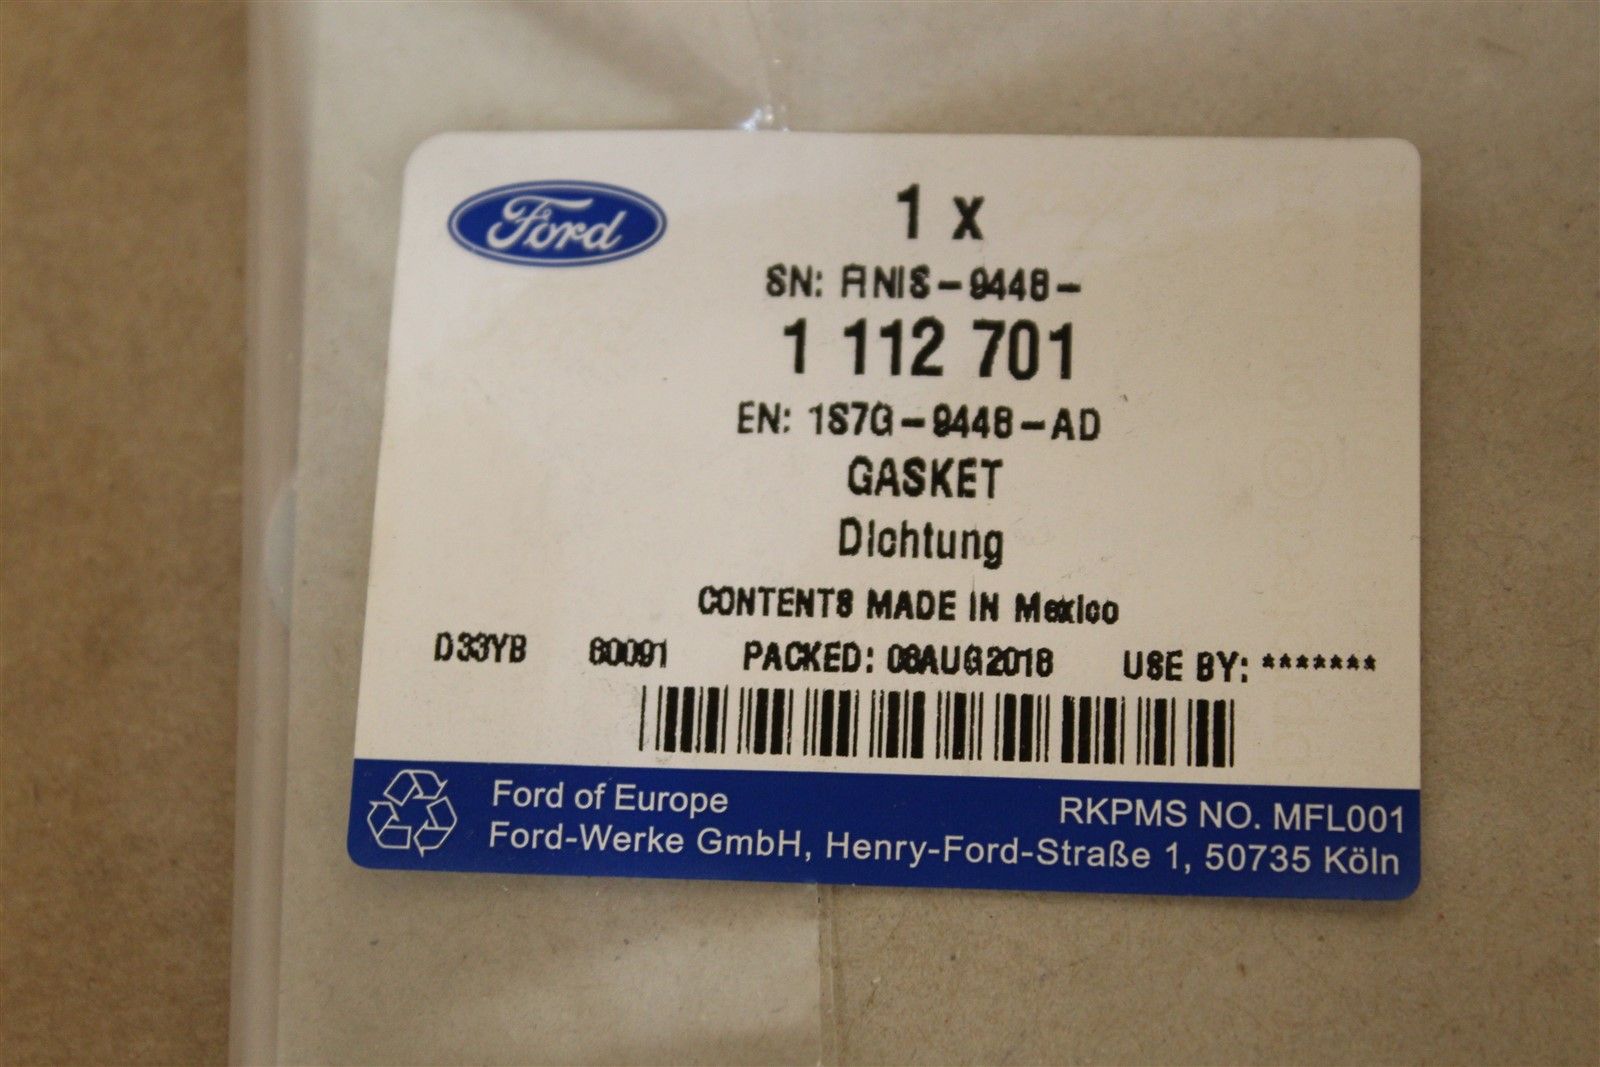 Ford
1 x
SN: FINIS-9448-
1 112 701
EN: 1S7G-9448-AD
GASKET
Dichtung
CONTENTS MADE IN Mexico
D33YB 60091 PACKED: 08AUG2018 USE BY: *******
Ford of Europe RKPMS NO. MFL001
Ford-Werke GmbH, Henry-Ford-Straße 1, 50735 Köln